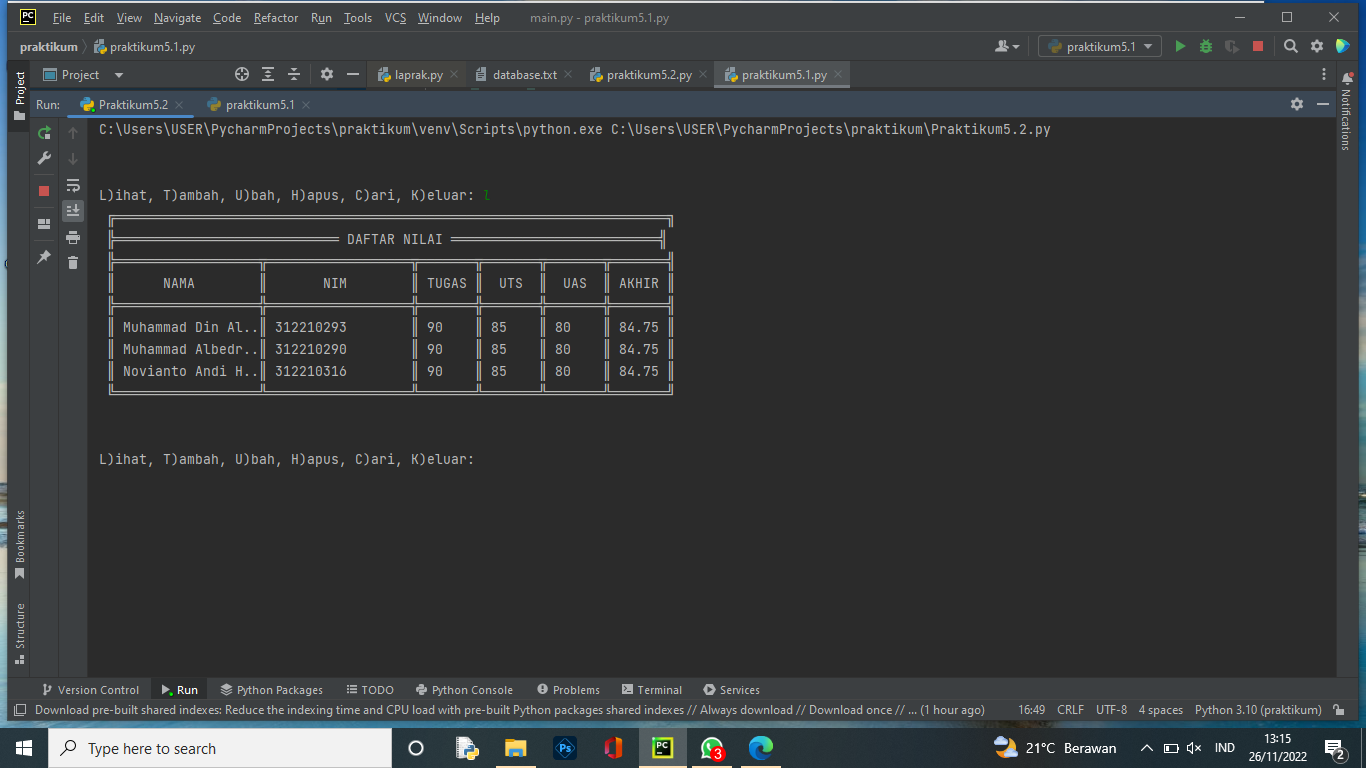 PC File Edit View Navigate Code Refactor Run Tools VCS Window Help main.py - praktikum5.1.py
praktikum praktikum5.1.py praktikum5.1
Project laprak.py database.txt praktikum5.2.py praktikum5.1.py
Project
Notifications
Run: Praktikum5.2 praktikum5.1
C:\Users\USER\PycharmProjects\praktikum\venv\Scripts\python.exe C:\Users\USER\PycharmProjects\praktikum\Praktikum5.2.py
L)ihat, T)ambah, U)bah, H)apus, C)ari, K)eluar: l
DAFTAR NILAI
NAMA NIM TUGAS UTS UAS AKHIR
Muhammad Din Al.. 312210293 90 85 80 84.75
Muhammad Albedr.. 312210290 90 85 80 84.75
Novianto Andi H.. 312210316 90 85 80 84.75
L)ihat, T)ambah, U)bah, H)apus, C)ari, K)eluar:
Bookmarks
Structure
Version Control Run Python Packages TODO Python Console Problems Terminal Services
Download pre-built shared indexes: Reduce the indexing time and CPU load with pre-built Python packages shared indexes // Always download // Download once // ... (1 hour ago) 16:49 CRLF UTF-8 4 spaces Python 3.10 (praktikum)
Type here to search Ps PC 3 21°C Berawan IND 13:15
26/11/2022 2